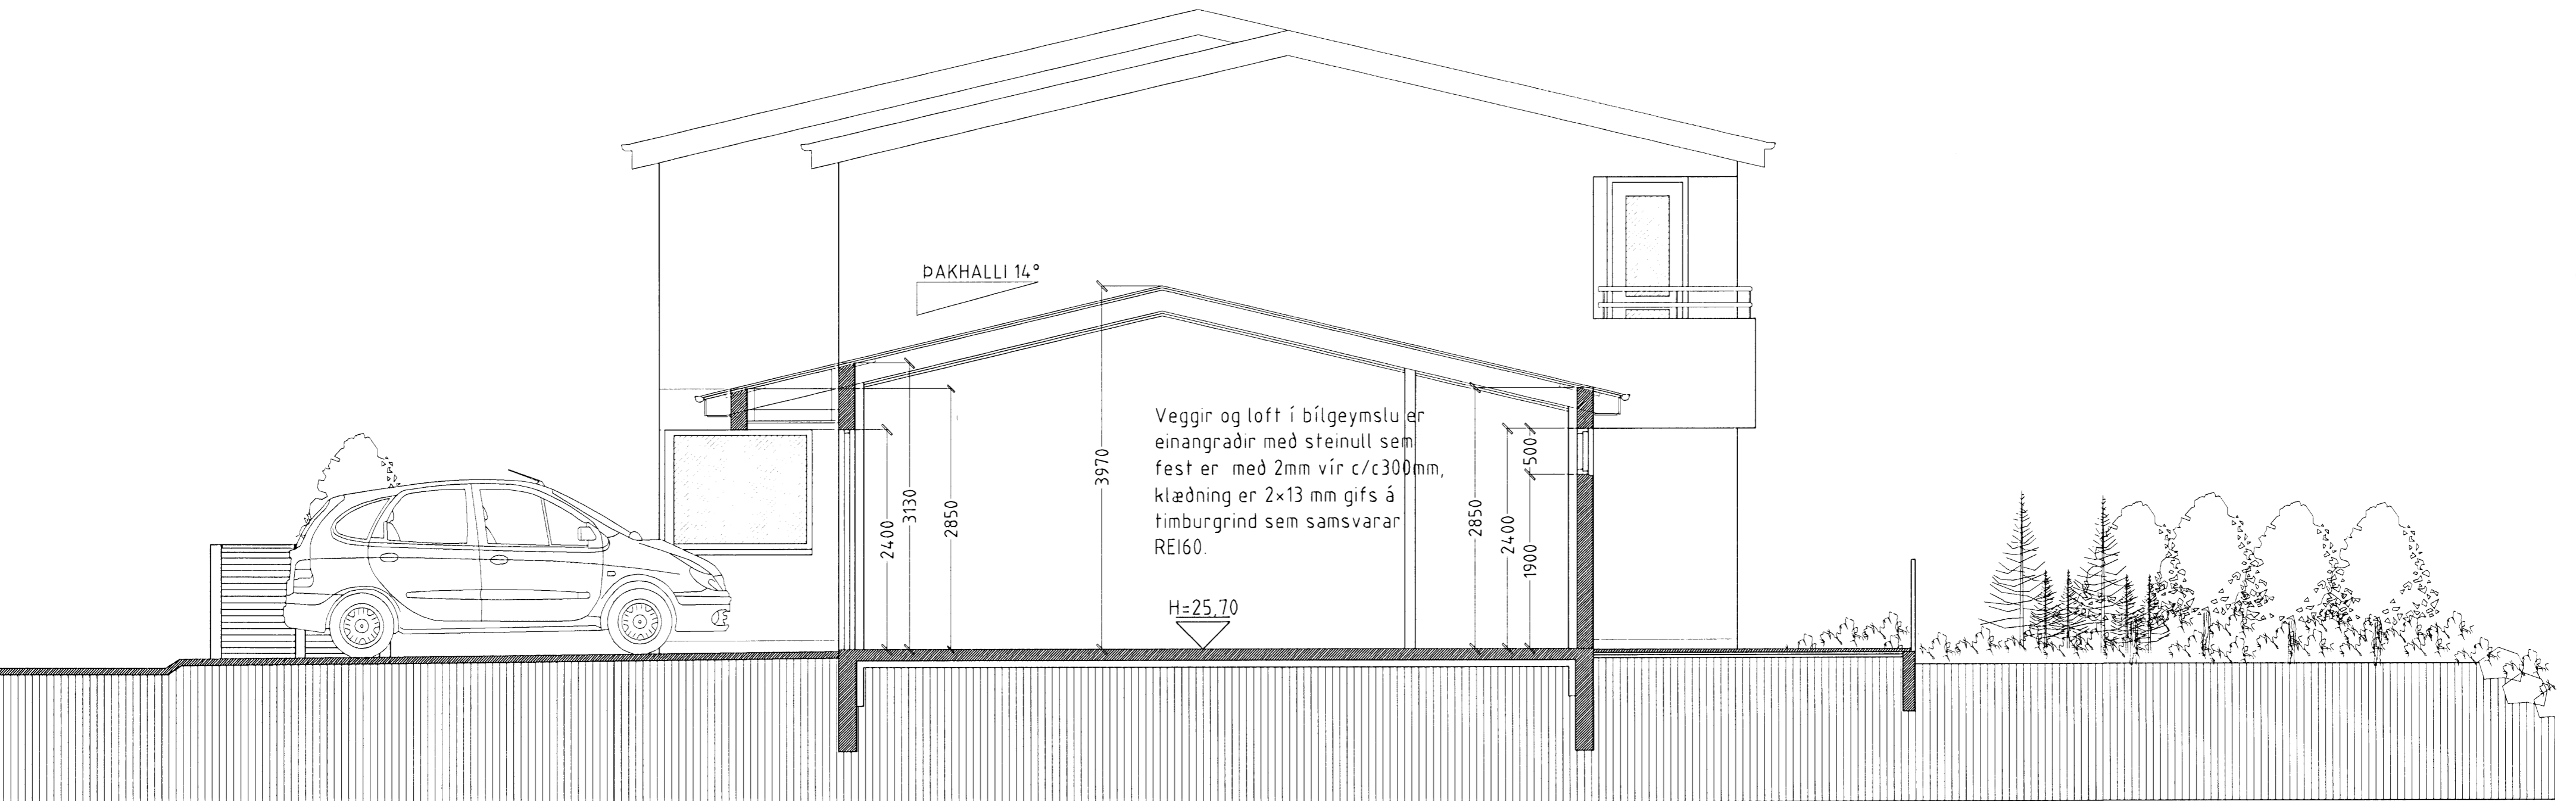 ÞAKHALLI 14°
Veggir og loft í bílgeymslu er
einangraðir með steinull sem
fest er með 2mm vír c/c300mm,
klæðning er 2×13 mm gifs á
timburgrind sem samsvarar
REI60.
H=25,70
2400
3130
2850
3970
2850
2400
500
1900